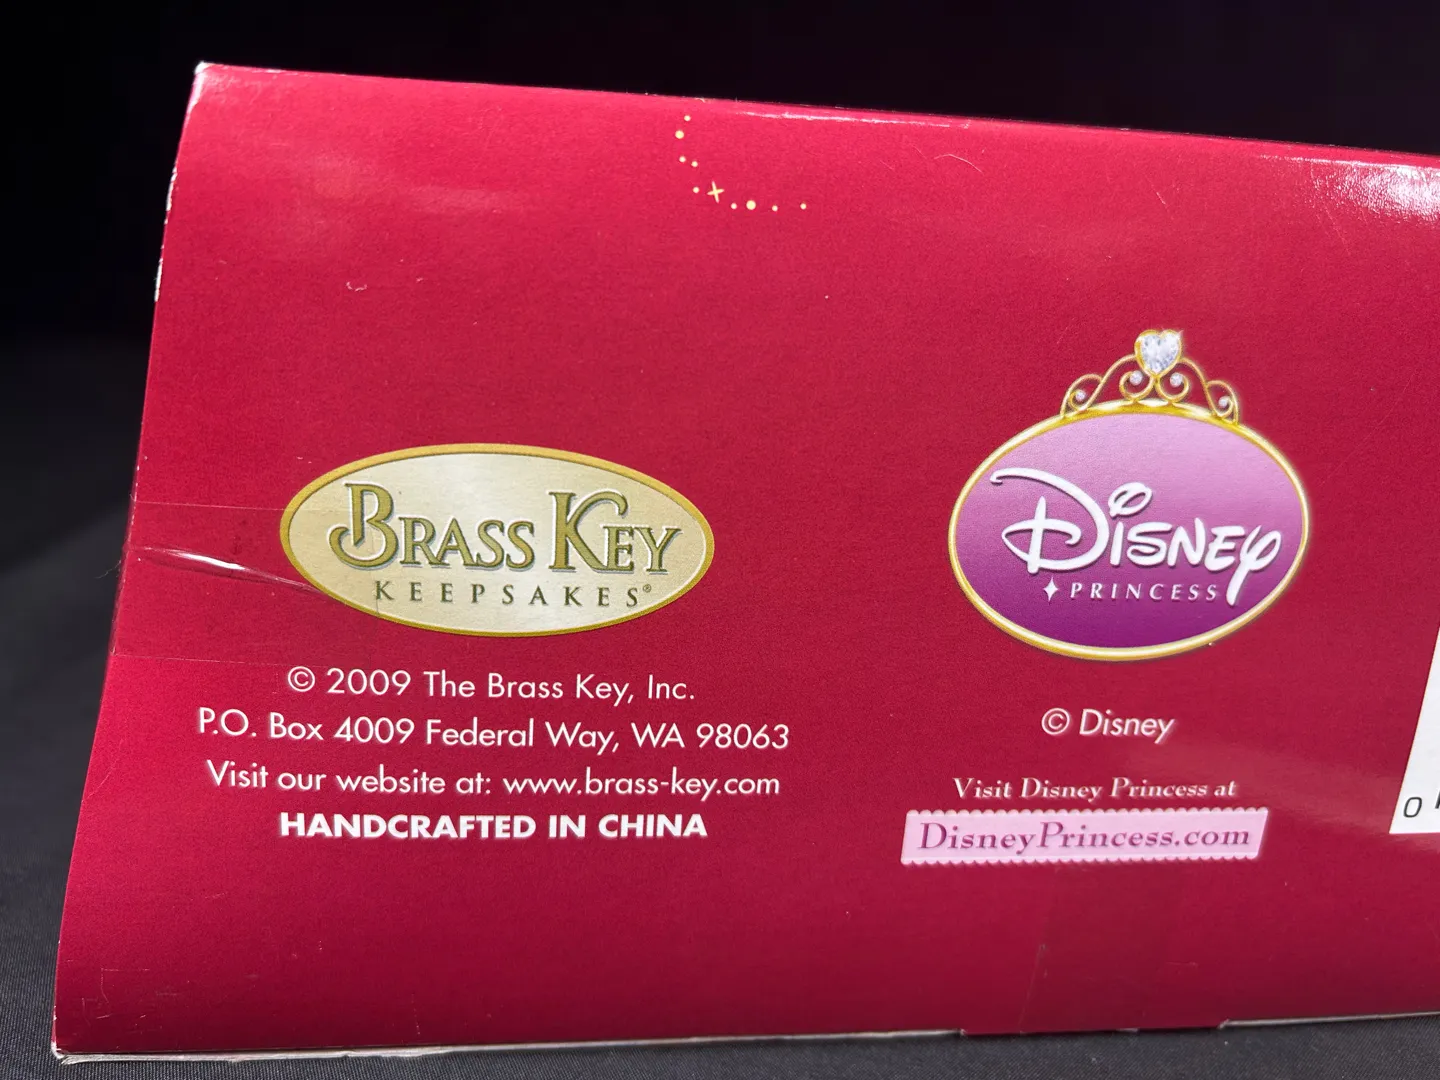 BRASS KEY
KEEPSAKES®
© 2009 The Brass Key, Inc.
P.O. Box 4009 Federal Way, WA 98063
Visit our website at: www.brass-key.com
HANDCRAFTED IN CHINA
DISNEY
PRINCESS
© Disney
Visit Disney Princess at
DisneyPrincess.com
0